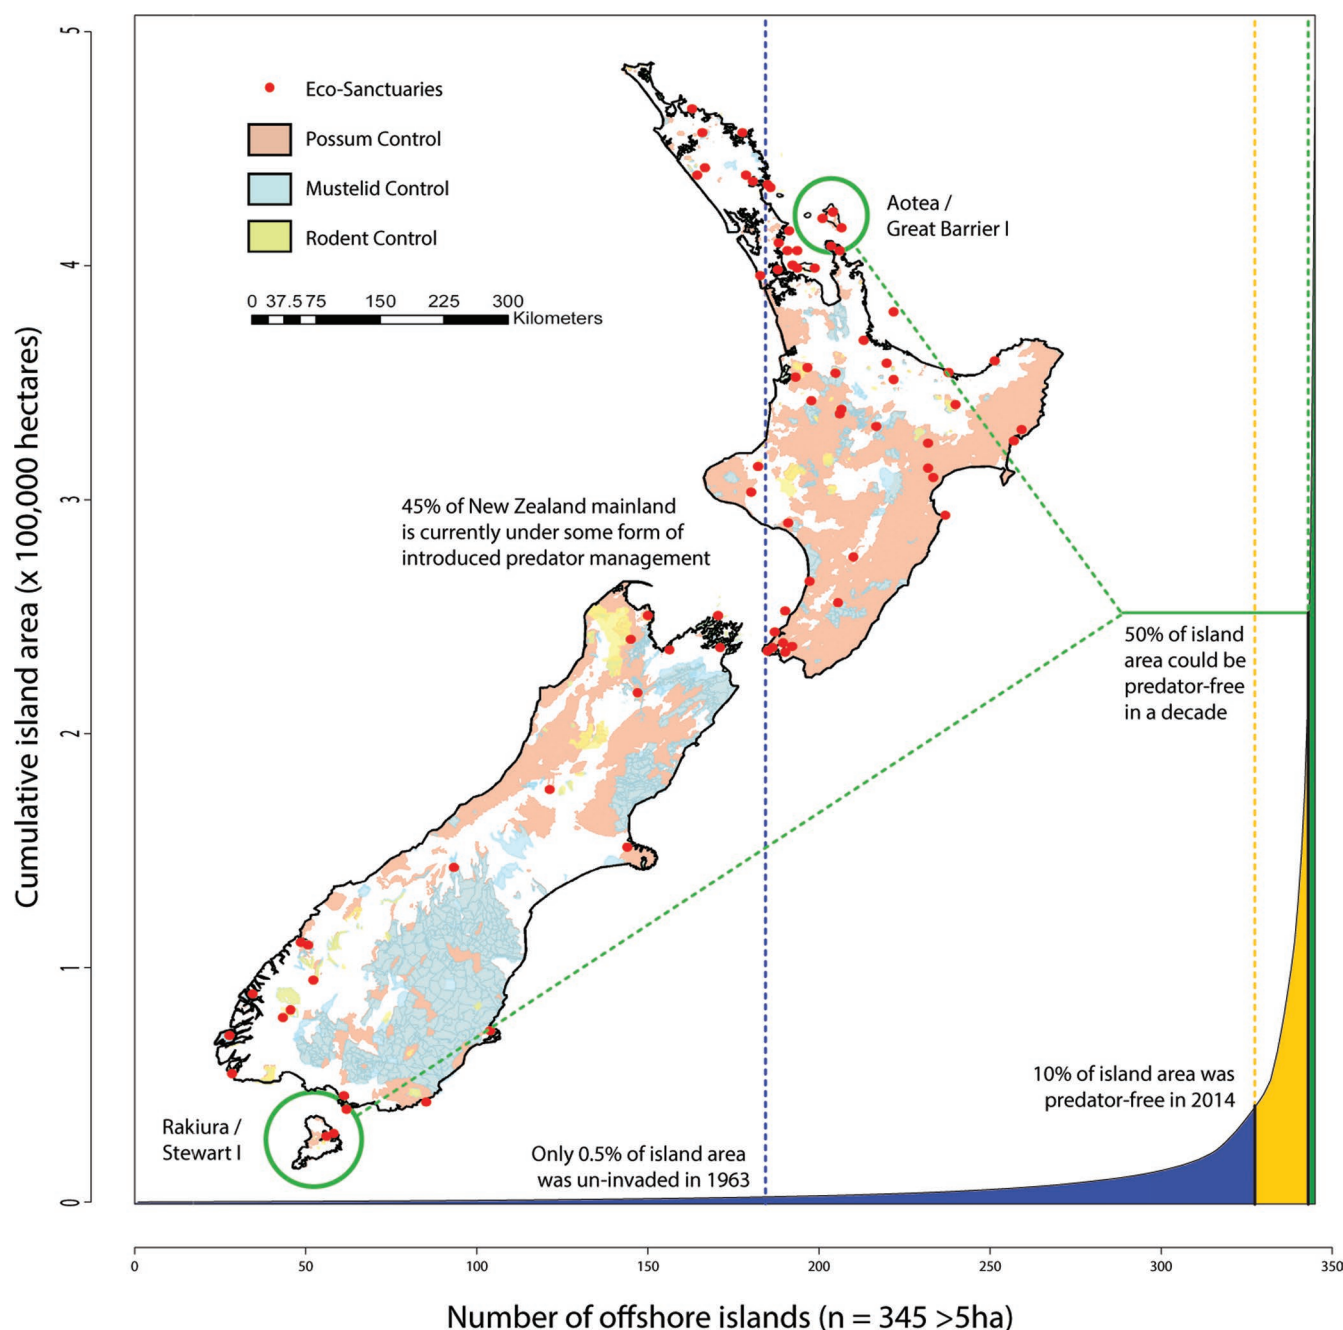 Eco-Sanctuaries
Possum Control
Mustelid Control
Rodent Control
0 37.5 75 150 225 300
Kilometers
Aotea /
Great Barrier I
45% of New Zealand mainland
is currently under some form of
introduced predator management
50% of island
area could be
predator-free
in a decade
10% of island area was
predator-free in 2014
Rakiura /
Stewart I
Only 0.5% of island area
was un-invaded in 1963
Cumulative island area (x 100,000 hectares)
5
4
3
2
1
0
0 50 100 150 200 250 300 350
Number of offshore islands (n = 345 >5ha)